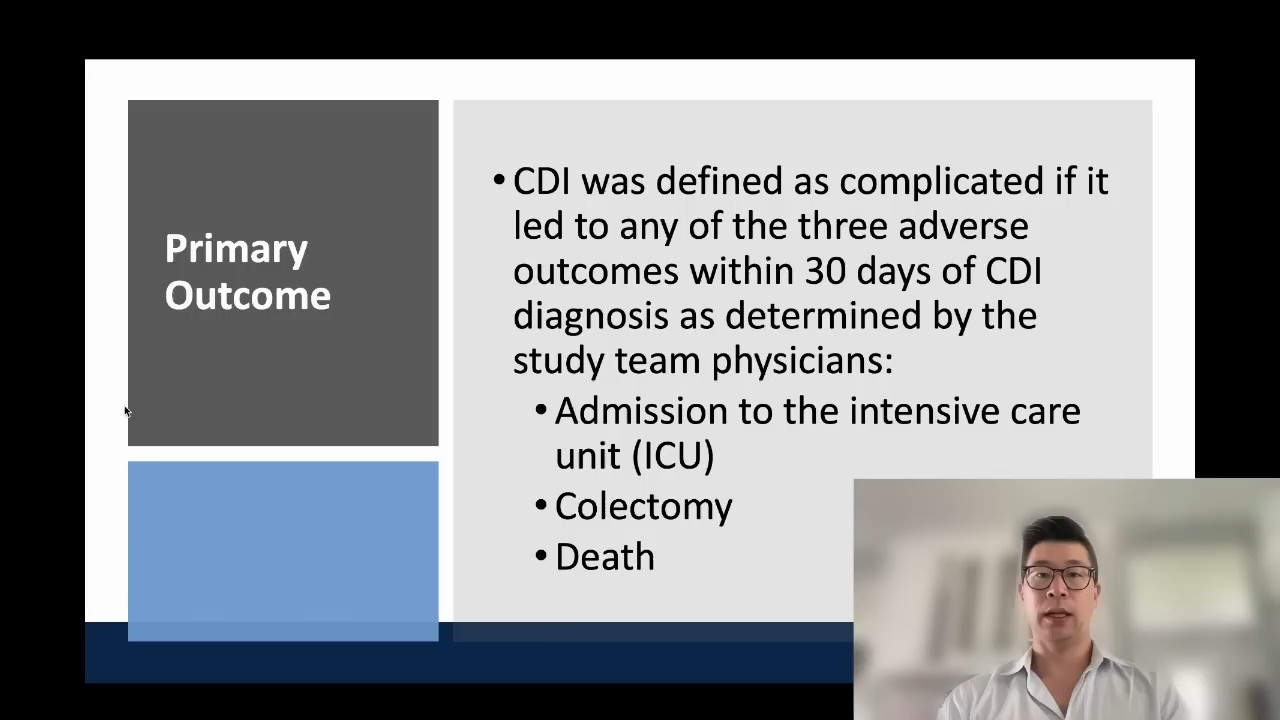 Primary
Outcome
• CDI was defined as complicated if it
led to any of the three adverse
outcomes within 30 days of CDI
diagnosis as determined by the
study team physicians:
• Admission to the intensive care
unit (ICU)
• Colectomy
• Death